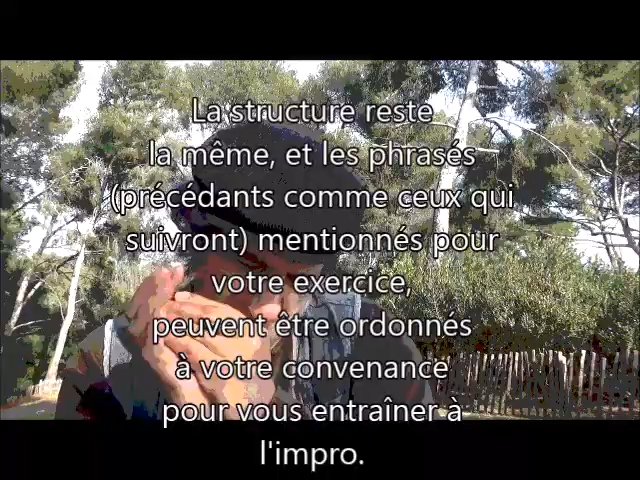 La structure reste
la même, et les phrasés
(précédants comme ceux qui
suivront) mentionnés pour
votre exercice,
peuvent être ordonnés
à votre convenance
pour vous entraîner à
l'impro.